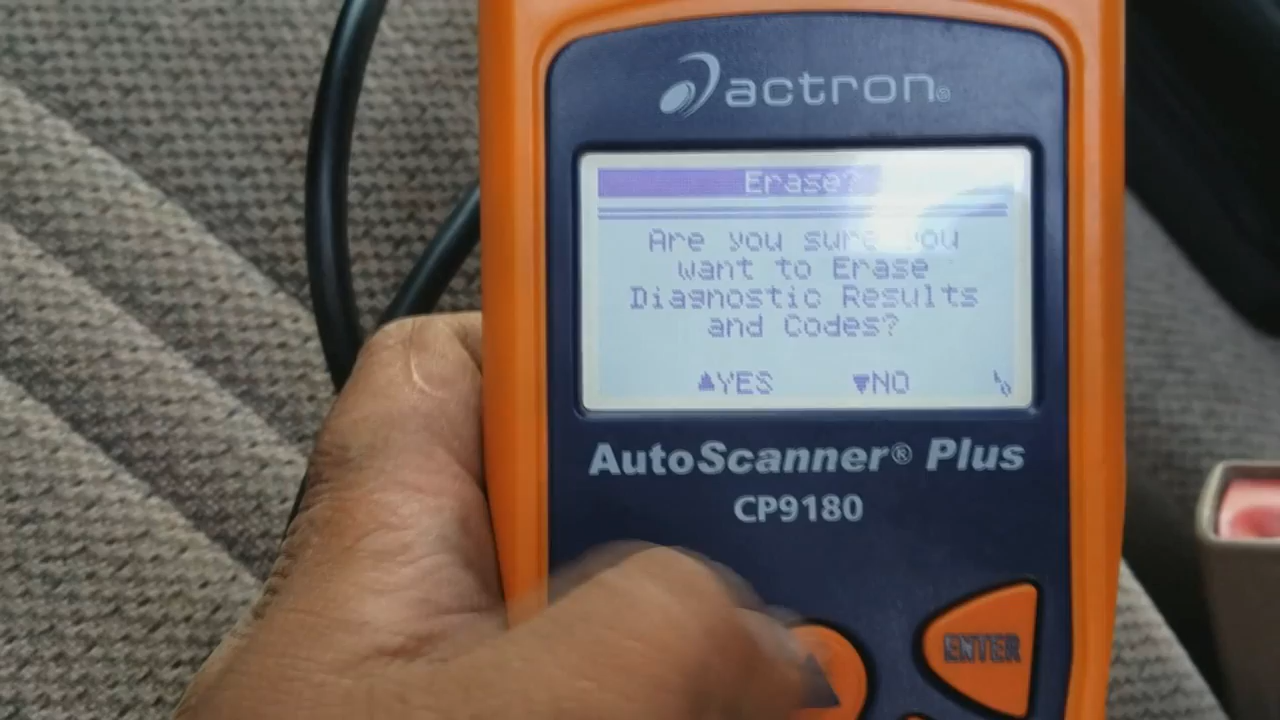 actron®
Erase?
Are you sure you
want to Erase
Diagnostic Results
and Codes?
▲YES ▼NO
AutoScanner® Plus
CP9180
ENTER